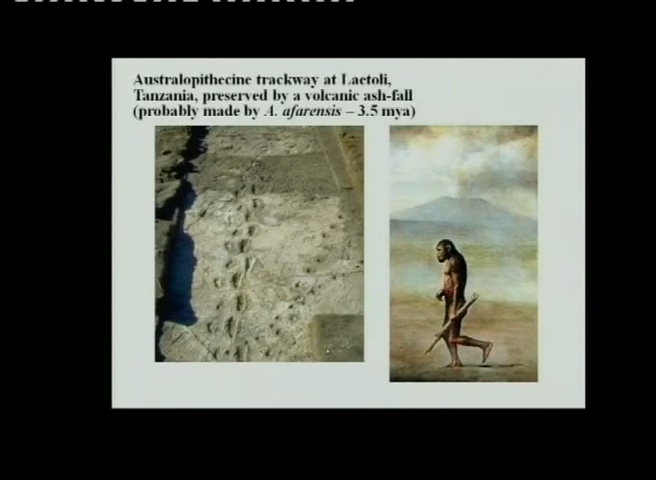 Australopithecine trackway at Laetoli,
Tanzania, preserved by a volcanic ash-fall
(probably made by A. afarensis – 3.5 mya)